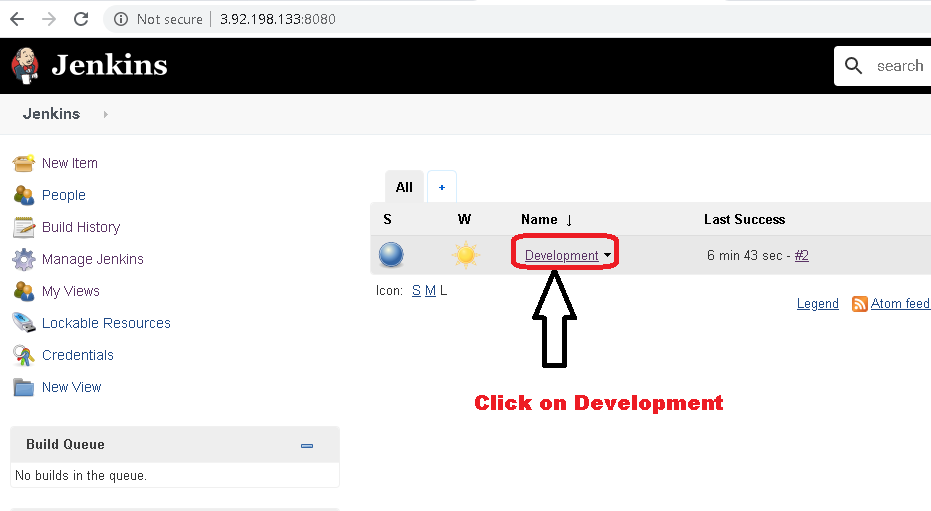 Not secure | 3.92.198.133:8080
Jenkins
search
Jenkins
New Item
People
Build History
Manage Jenkins
My Views
Lockable Resources
Credentials
New View
Build Queue
No builds in the queue.
All
+
S W Name ↓ Last Success
Development 6 min 43 sec - #2
Icon: S M L
Legend Atom feed
Click on Development